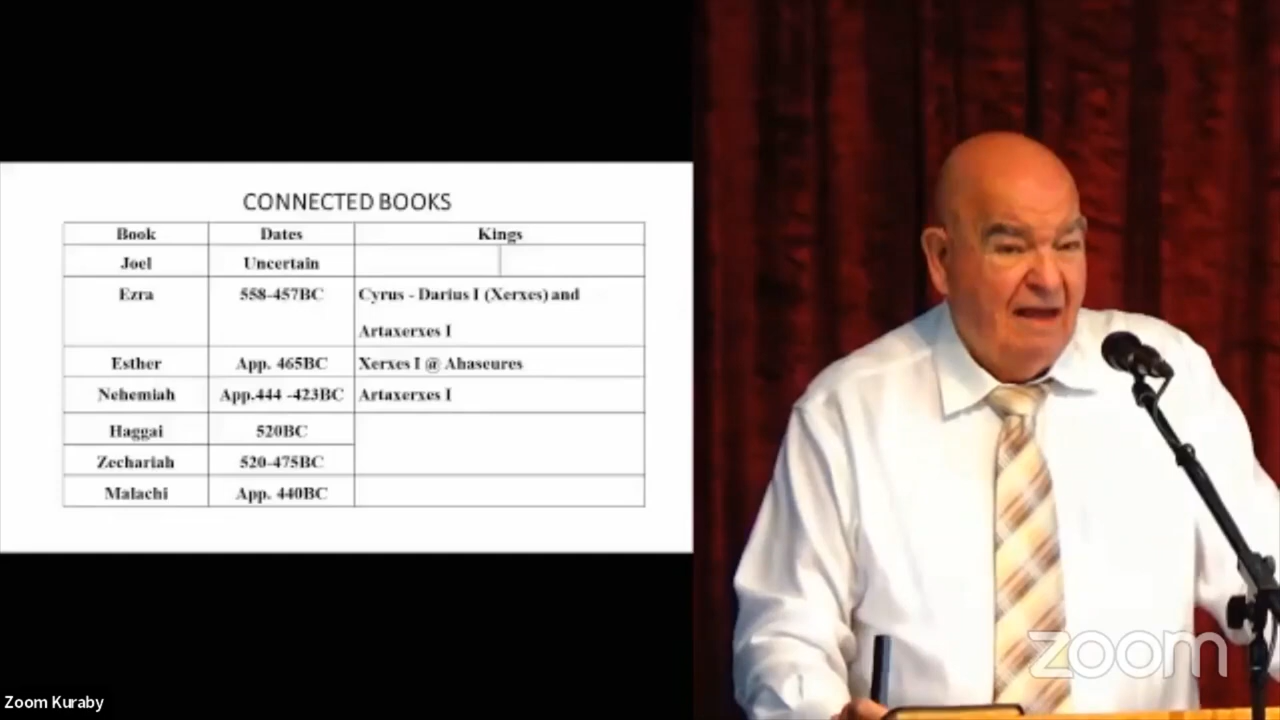 CONNECTED BOOKS
Book Dates Kings
Joel Uncertain
Ezra 558-457BC Cyrus - Darius I (Xerxes) and
Artaxerxes I
Esther App. 465BC Xerxes I @ Ahaseures
Nehemiah App.444 -423BC Artaxerxes I
Haggai 520BC
Zechariah 520-475BC
Malachi App. 440BC
zoom
Zoom Kuraby